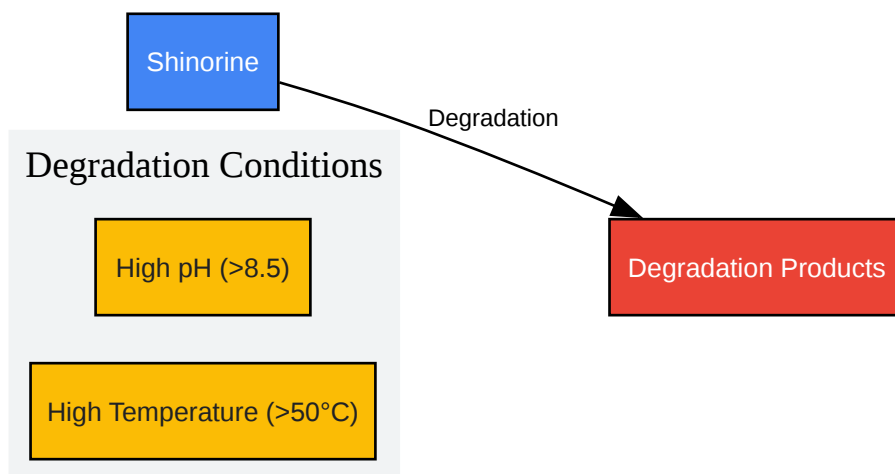 Shinorine
Degradation
Degradation Conditions
High pH (>8.5)
Degradation Products
High Temperature (>50°C)